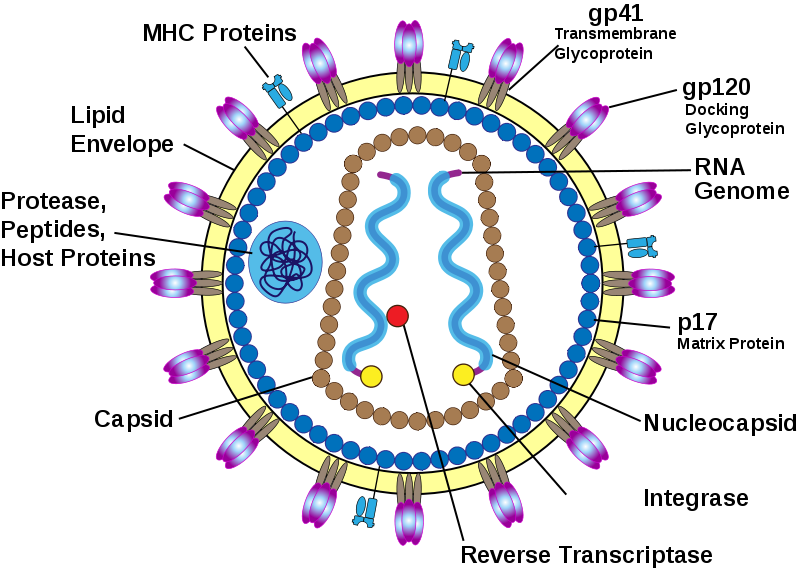 gp41
Transmembrane
Glycoprotein
MHC Proteins
gp120
Docking
Glycoprotein
Lipid
Envelope
RNA
Genome
Protease,
Peptides,
Host Proteins
p17
Matrix Protein
Capsid
Nucleocapsid
Integrase
Reverse Transcriptase